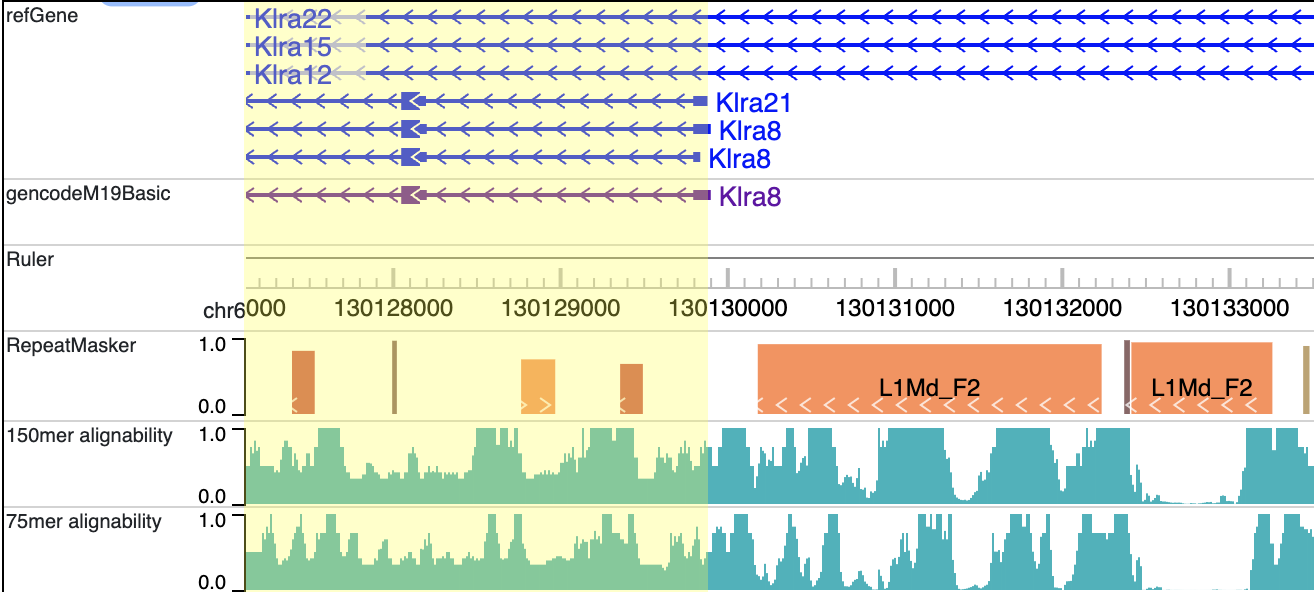 refGene
Klra22
Klra15
Klra12
Klra21
Klra8
Klra8
gencodeM19Basic
Klra8
Ruler
chr6000 130128000 130129000 130130000 130131000 130132000 130133000
RepeatMasker 1.0
L1Md_F2 L1Md_F2
0.0
150mer alignability 1.0
0.0
75mer alignability 1.0
0.0